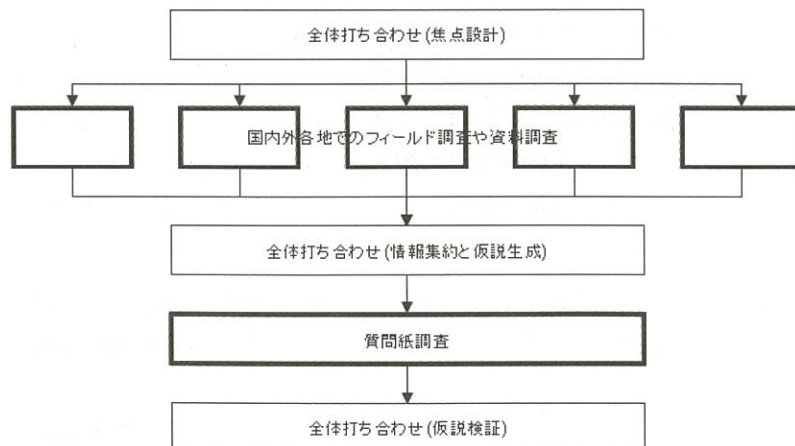 全体打ち合わせ(焦点設計)
国内外各地でのフィールド調査や資料調査
全体打ち合わせ(情報集約と仮説生成)
質問紙調査
全体打ち合わせ(仮説検証)